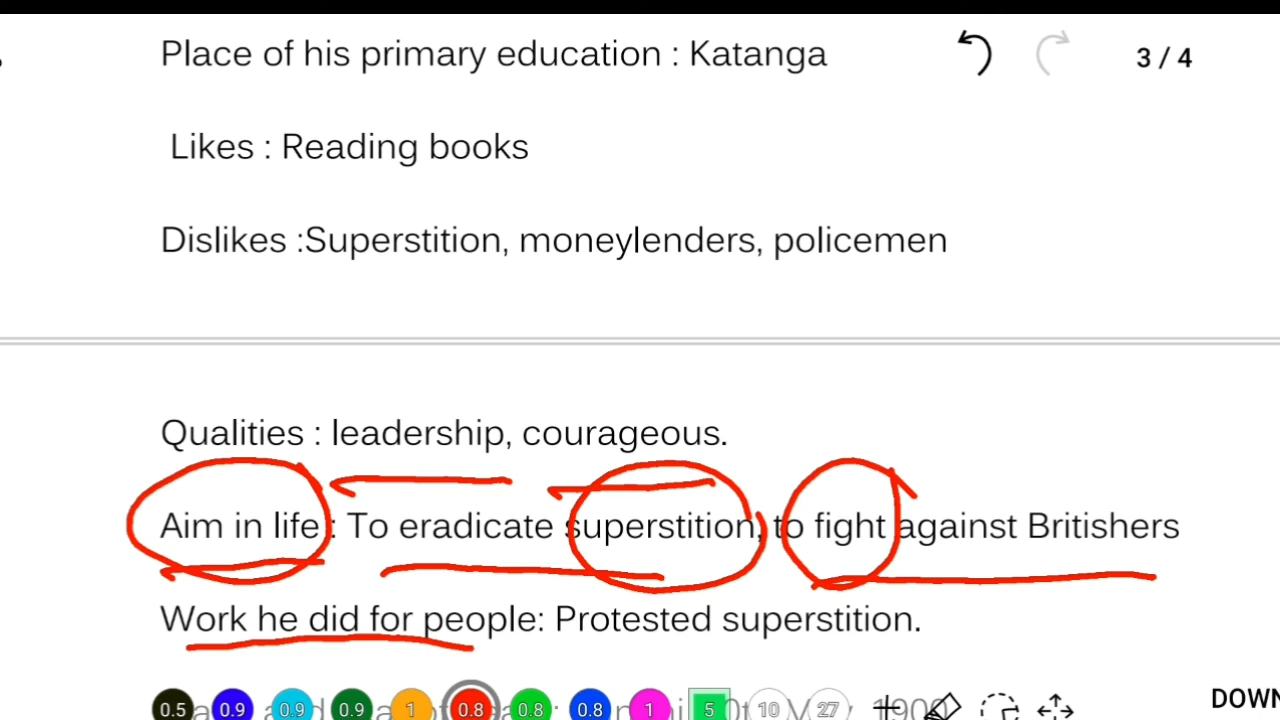 Place of his primary education : Katanga
3 / 4
Likes : Reading books
Dislikes :Superstition, moneylenders, policemen
Qualities : leadership, courageous.
Aim in life : To eradicate superstition, to fight against Britishers
Work he did for people: Protested superstition.
0.5 0.9 0.9 0.9 1 0.8 0.8 0.8 1 5 10 27
1900
DOWN